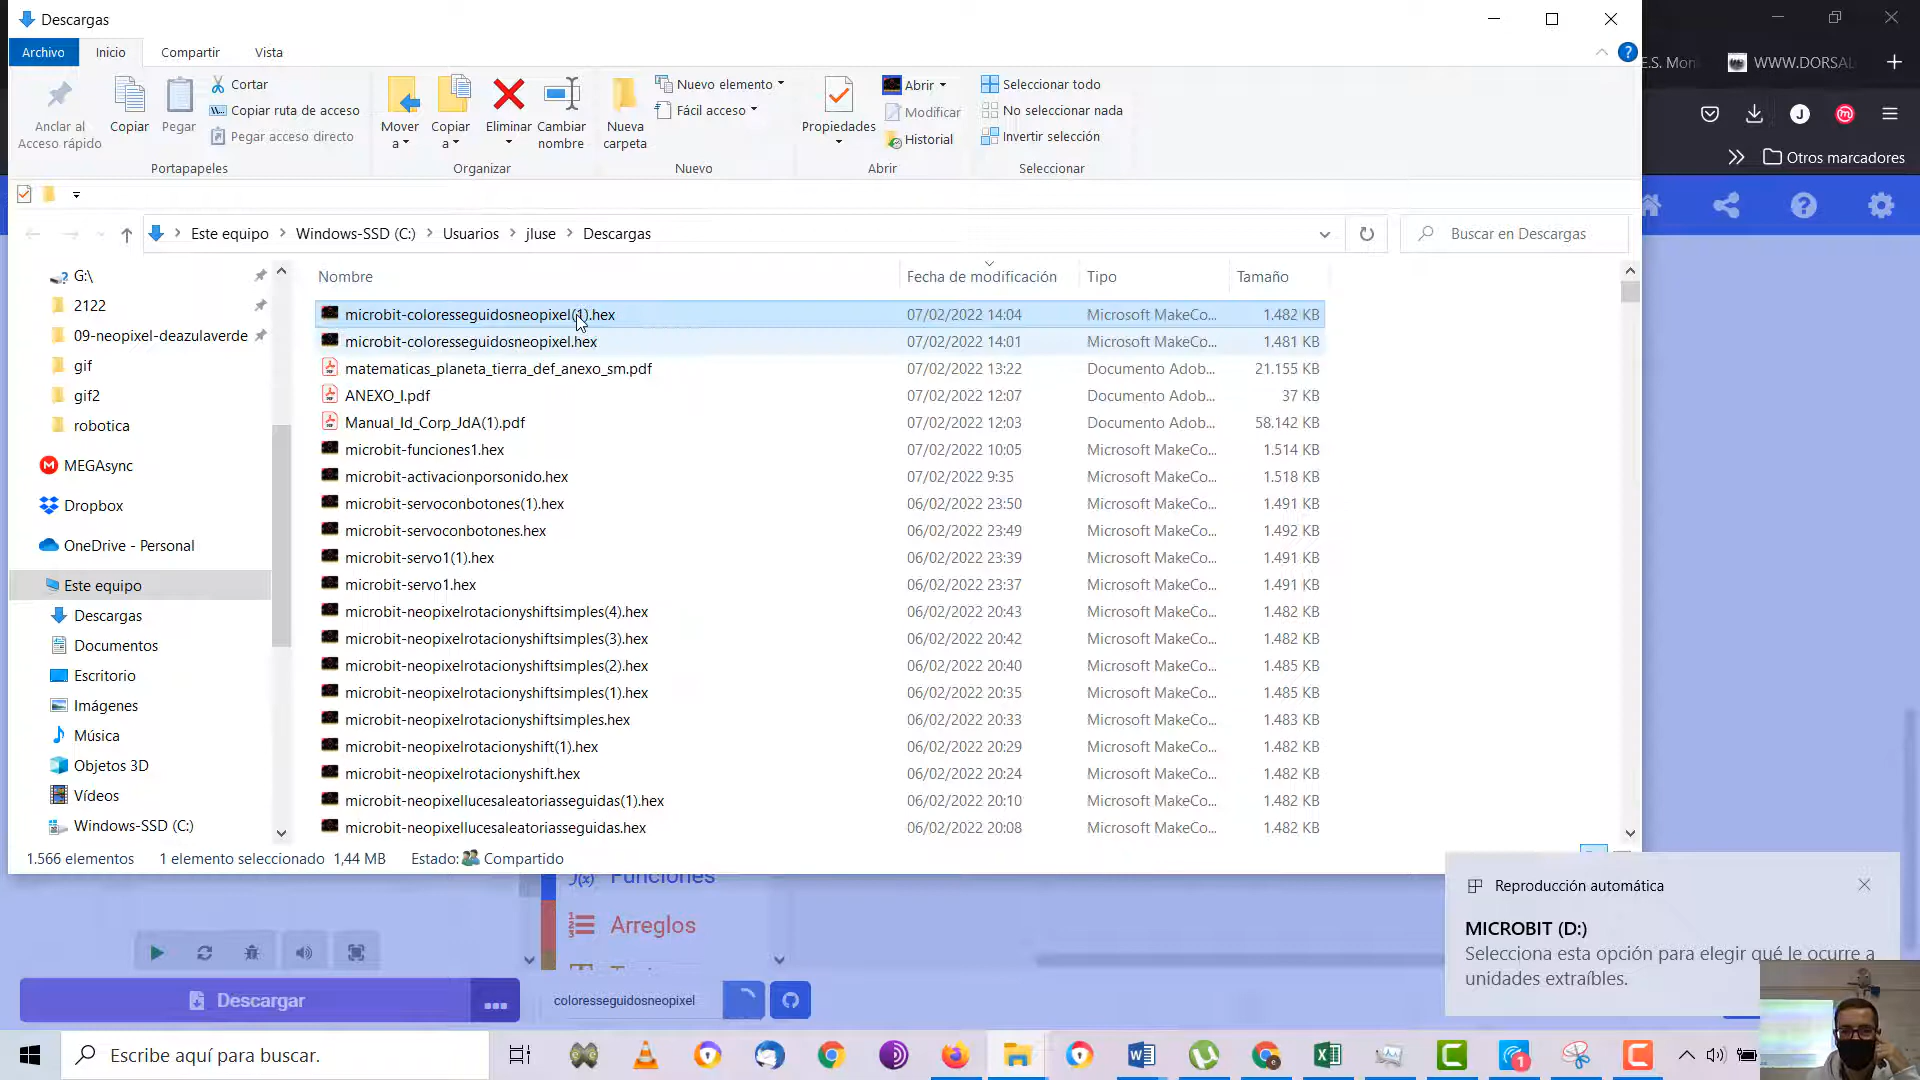 Descargas
Archivo Inicio Compartir Vista
Anclar al Acceso rápido
Copiar
Pegar
Cortar
Copiar ruta de acceso
Pegar acceso directo
Portapapeles
Mover a
Copiar a
Eliminar
Cambiar nombre
Organizar
Nueva carpeta
Nuevo elemento
Fácil acceso
Nuevo
Propiedades
Abrir
Modificar
Historial
Abrir
Seleccionar todo
No seleccionar nada
Invertir selección
Seleccionar
E.S. Mon
WWW.DORSAL
J
Otros marcadores
Este equipo > Windows-SSD (C:) > Usuarios > jluse > Descargas
Buscar en Descargas
G:\
2122
09-neopixel-deazulaverde
gif
gif2
robotica
MEGAsync
Dropbox
OneDrive - Personal
Este equipo
Descargas
Documentos
Escritorio
Imágenes
Música
Objetos 3D
Vídeos
Windows-SSD (C:)
Nombre Fecha de modificación Tipo Tamaño
microbit-coloresseguidosneopixel(1).hex 07/02/2022 14:04 Microsoft MakeCo... 1.482 KB
microbit-coloresseguidosneopixel.hex 07/02/2022 14:01 Microsoft MakeCo... 1.481 KB
matematicas_planeta_tierra_def_anexo_sm.pdf 07/02/2022 13:22 Documento Adob... 21.155 KB
ANEXO_I.pdf 07/02/2022 12:07 Documento Adob... 37 KB
Manual_Id_Corp_JdA(1).pdf 07/02/2022 12:03 Documento Adob... 58.142 KB
microbit-funciones1.hex 07/02/2022 10:05 Microsoft MakeCo... 1.514 KB
microbit-activacionporsonido.hex 07/02/2022 9:35 Microsoft MakeCo... 1.518 KB
microbit-servoconbotones(1).hex 06/02/2022 23:50 Microsoft MakeCo... 1.491 KB
microbit-servoconbotones.hex 06/02/2022 23:49 Microsoft MakeCo... 1.492 KB
microbit-servo1(1).hex 06/02/2022 23:39 Microsoft MakeCo... 1.491 KB
microbit-servo1.hex 06/02/2022 23:37 Microsoft MakeCo... 1.491 KB
microbit-neopixelrotacionyshiftsimples(4).hex 06/02/2022 20:43 Microsoft MakeCo... 1.482 KB
microbit-neopixelrotacionyshiftsimples(3).hex 06/02/2022 20:42 Microsoft MakeCo... 1.482 KB
microbit-neopixelrotacionyshiftsimples(2).hex 06/02/2022 20:40 Microsoft MakeCo... 1.485 KB
microbit-neopixelrotacionyshiftsimples(1).hex 06/02/2022 20:35 Microsoft MakeCo... 1.485 KB
microbit-neopixelrotacionyshiftsimples.hex 06/02/2022 20:33 Microsoft MakeCo... 1.483 KB
microbit-neopixelrotacionyshift(1).hex 06/02/2022 20:29 Microsoft MakeCo... 1.482 KB
microbit-neopixelrotacionyshift.hex 06/02/2022 20:24 Microsoft MakeCo... 1.482 KB
microbit-neopixellucesaleatoriasseguidas(1).hex 06/02/2022 20:10 Microsoft MakeCo... 1.482 KB
microbit-neopixellucesaleatoriasseguidas.hex 06/02/2022 20:08 Microsoft MakeCo... 1.482 KB
1.566 elementos 1 elemento seleccionado 1,44 MB Estado: Compartido
Funciones
Arreglos
Descargar ...
coloresseguidosneopixel
Reproducción automática
MICROBIT (D:)
Selecciona esta opción para elegir qué le ocurre a
unidades extraíbles.
Escribe aquí para buscar.